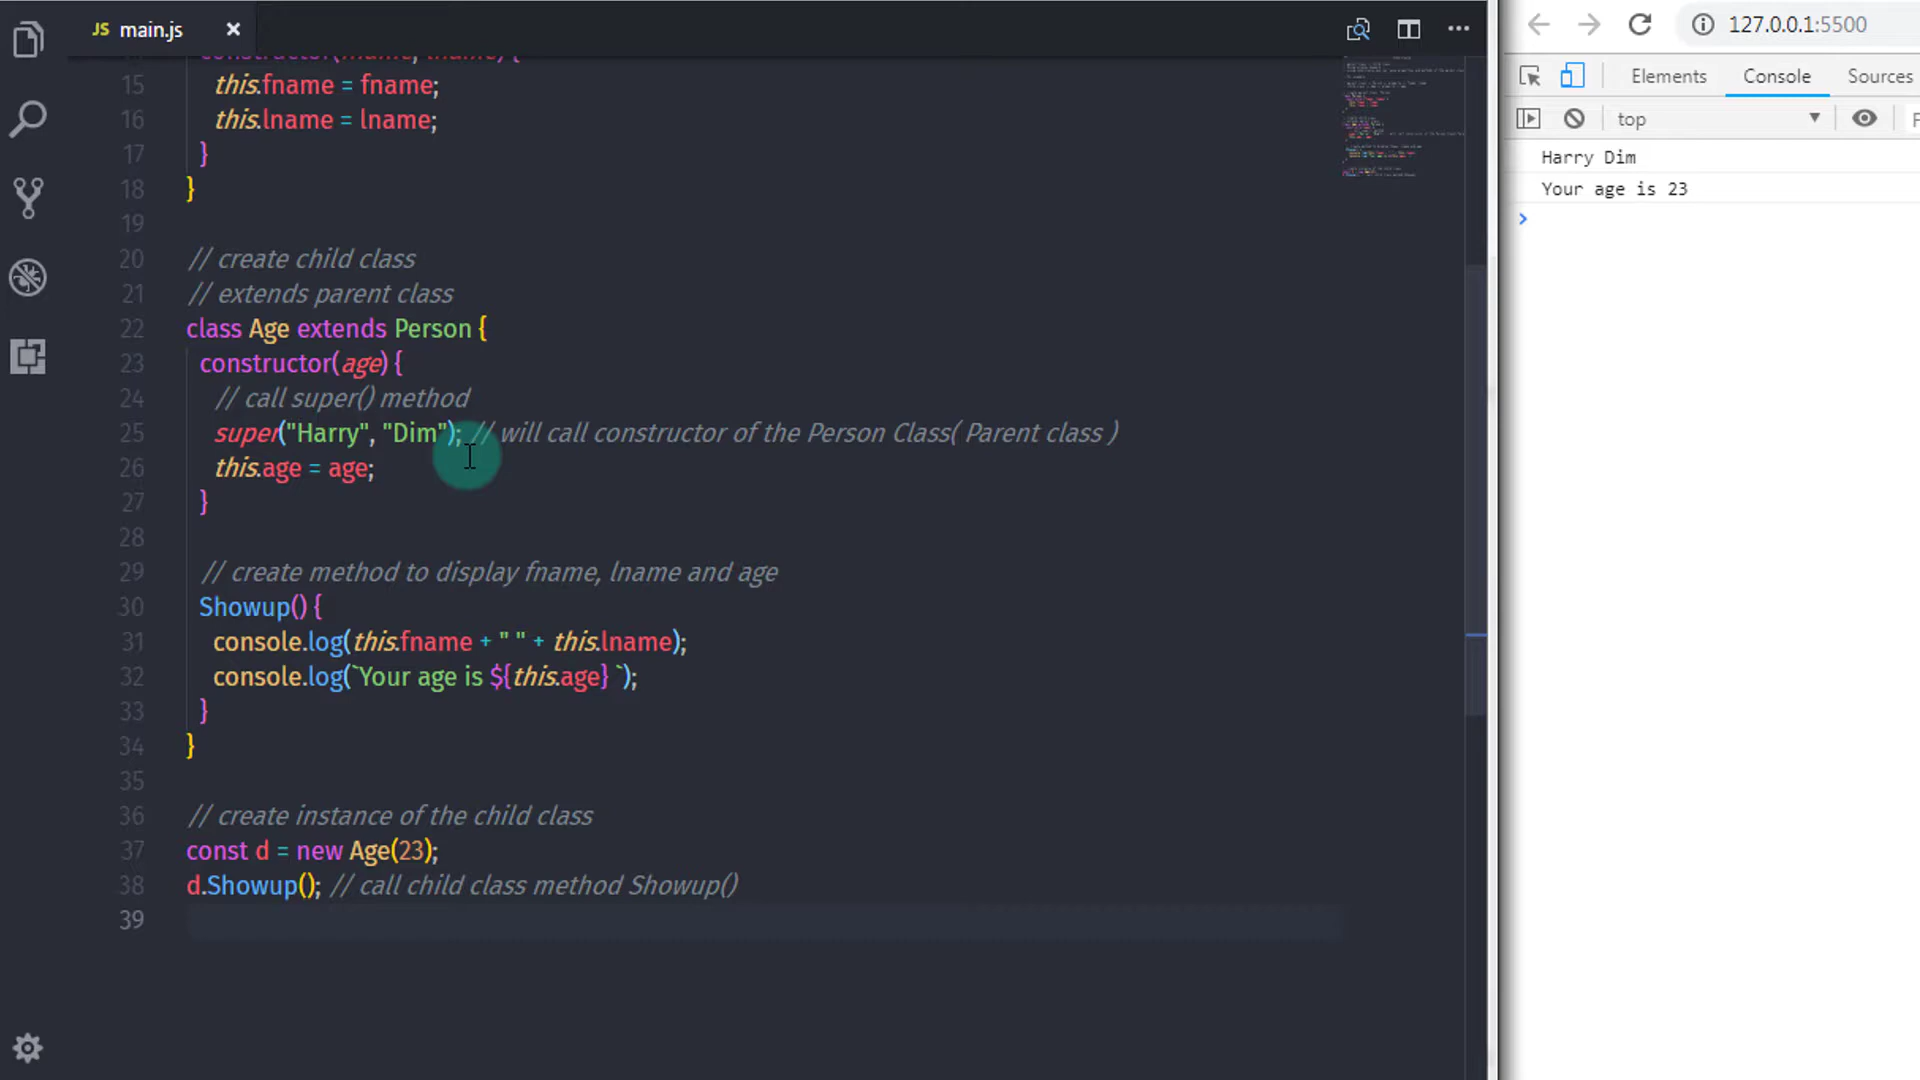 JS main.js
constructor(fname, lname) {
15 this.fname = fname;
16 this.lname = lname;
17 }
18 }
19
20 // create child class
21 // extends parent class
22 class Age extends Person {
23 constructor(age) {
24 // call super() method
25 super("Harry", "Dim"); // will call constructor of the Person Class( Parent class )
26 this.age = age;
27 }
28
29 // create method to display fname, lname and age
30 Showup() {
31 console.log(this.fname + " " + this.lname);
32 console.log(`Your age is ${this.age} `);
33 }
34 }
35
36 // create instance of the child class
37 const d = new Age(23);
38 d.Showup(); // call child class method Showup()
39
127.0.0.1:5500
Elements Console Sources
top
Harry Dim
Your age is 23